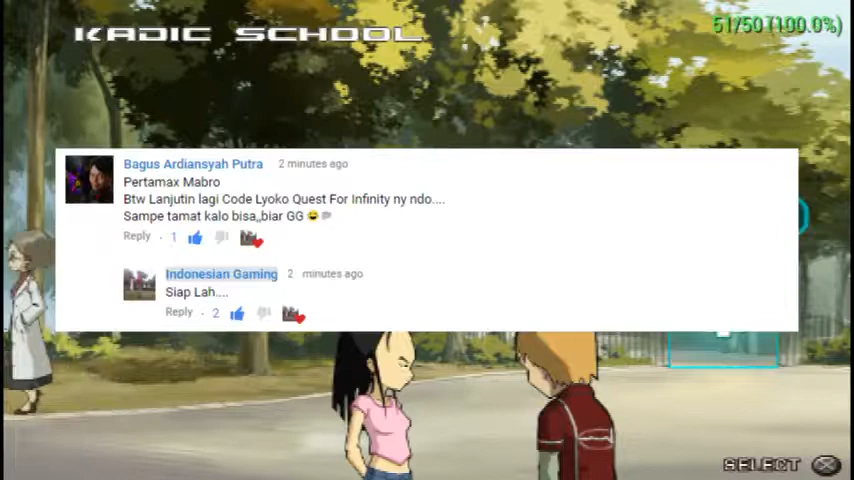 KADIC SCHOOL
51/50 (100.0%)
Bagus Ardiansyah Putra 2 minutes ago
Pertamax Mabro
Btw Lanjutin lagi Code Lyoko Quest For Infinity ny ndo....
Sampe tamat kalo bisa,,biar GG
Reply · 1
Indonesian Gaming 2 minutes ago
Siap Lah....
Reply · 2
SELECT